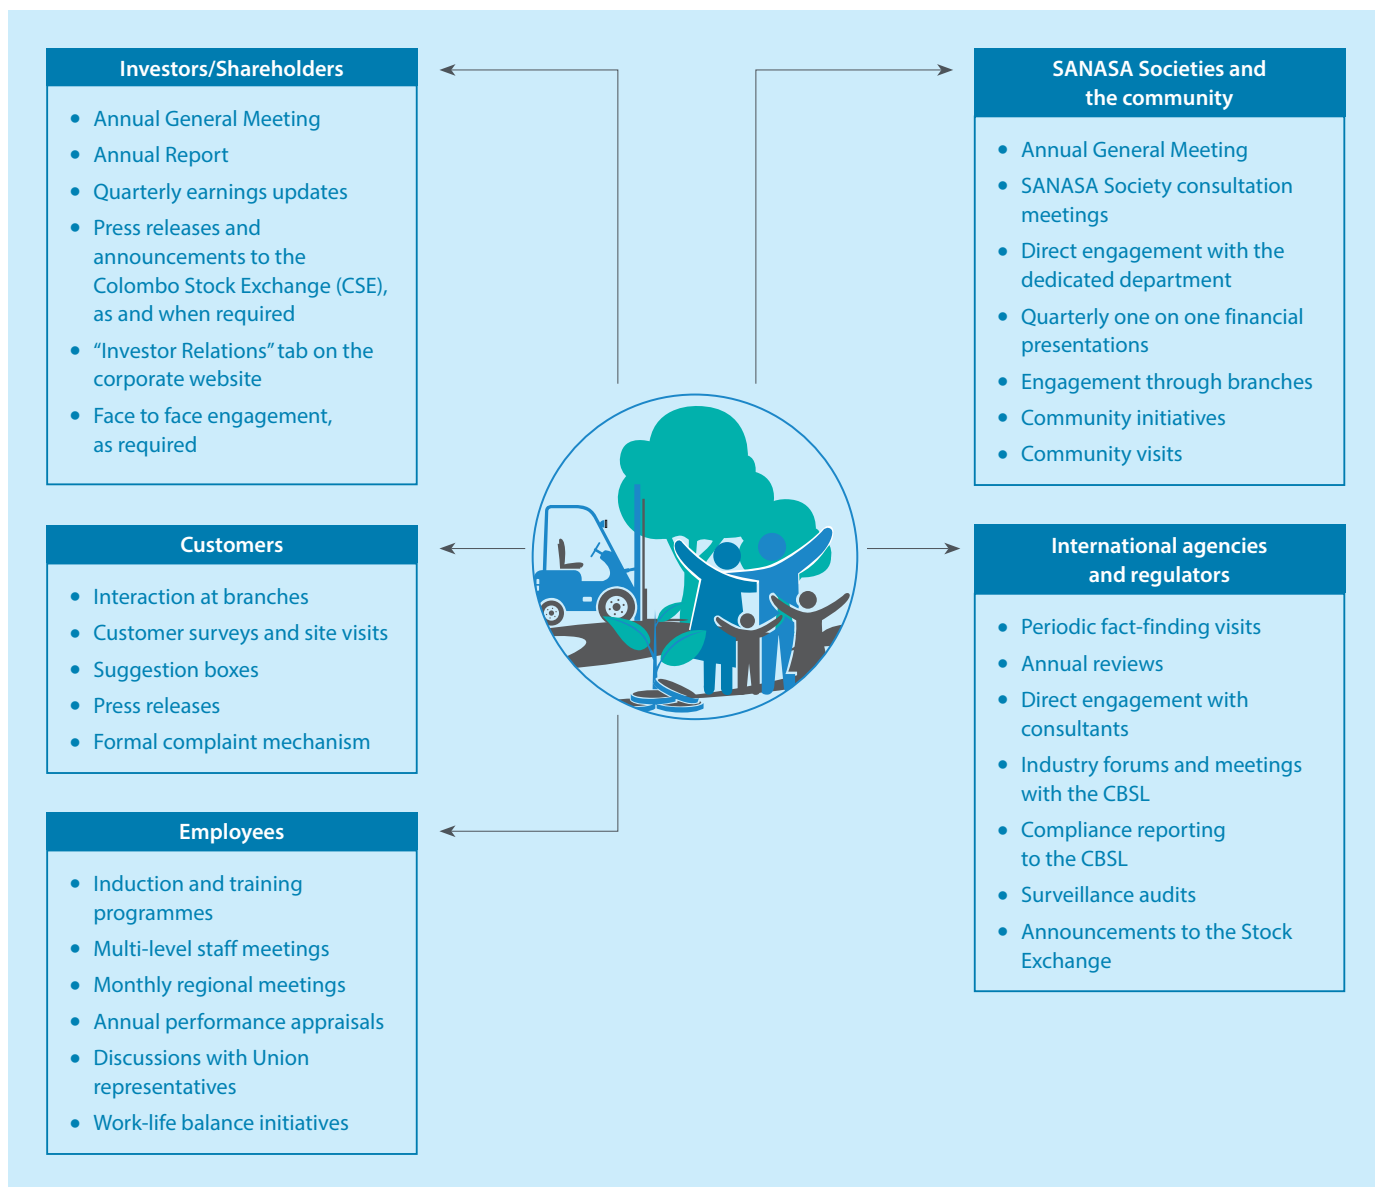 Investors/Shareholders
• Annual General Meeting
• Annual Report
• Quarterly earnings updates
• Press releases and
announcements to the
Colombo Stock Exchange (CSE),
as and when required
• “Investor Relations” tab on the
corporate website
• Face to face engagement,
as required
Customers
• Interaction at branches
• Customer surveys and site visits
• Suggestion boxes
• Press releases
• Formal complaint mechanism
Employees
• Induction and training
programmes
• Multi-level staff meetings
• Monthly regional meetings
• Annual performance appraisals
• Discussions with Union
representatives
• Work-life balance initiatives
SANASA Societies and
the community
• Annual General Meeting
• SANASA Society consultation
meetings
• Direct engagement with the
dedicated department
• Quarterly one on one financial
presentations
• Engagement through branches
• Community initiatives
• Community visits
International agencies
and regulators
• Periodic fact-finding visits
• Annual reviews
• Direct engagement with
consultants
• Industry forums and meetings
with the CBSL
• Compliance reporting
to the CBSL
• Surveillance audits
• Announcements to the Stock
Exchange